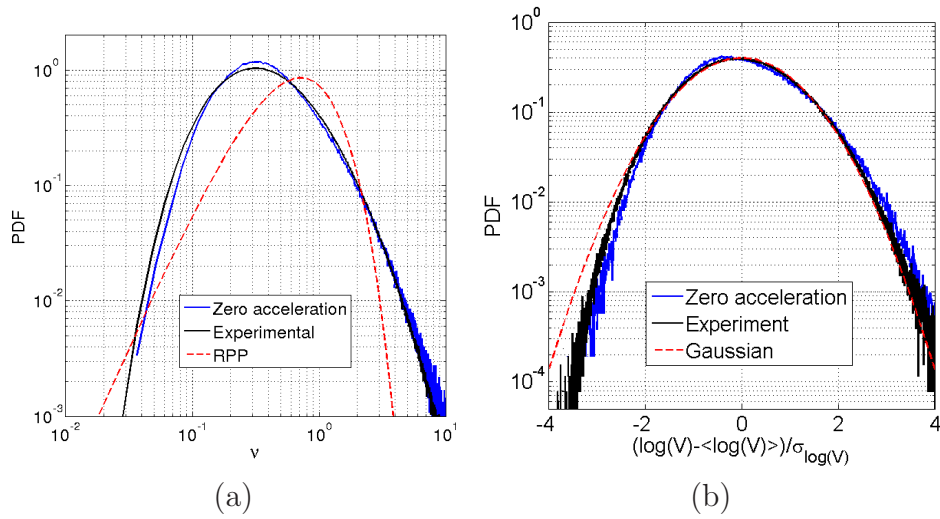 10^0
10^{-1}
10^{-2}
10^{-3}
PDF
10^{-2} 10^{-1} 10^0 10^1
ν
Zero acceleration
Experimental
RPP
(a)
10^0
10^{-1}
10^{-2}
10^{-3}
10^{-4}
PDF
-4 -2 0 2 4
(log(V)-<log(V)>)/σ_{log(V)}
Zero acceleration
Experiment
Gaussian
(b)